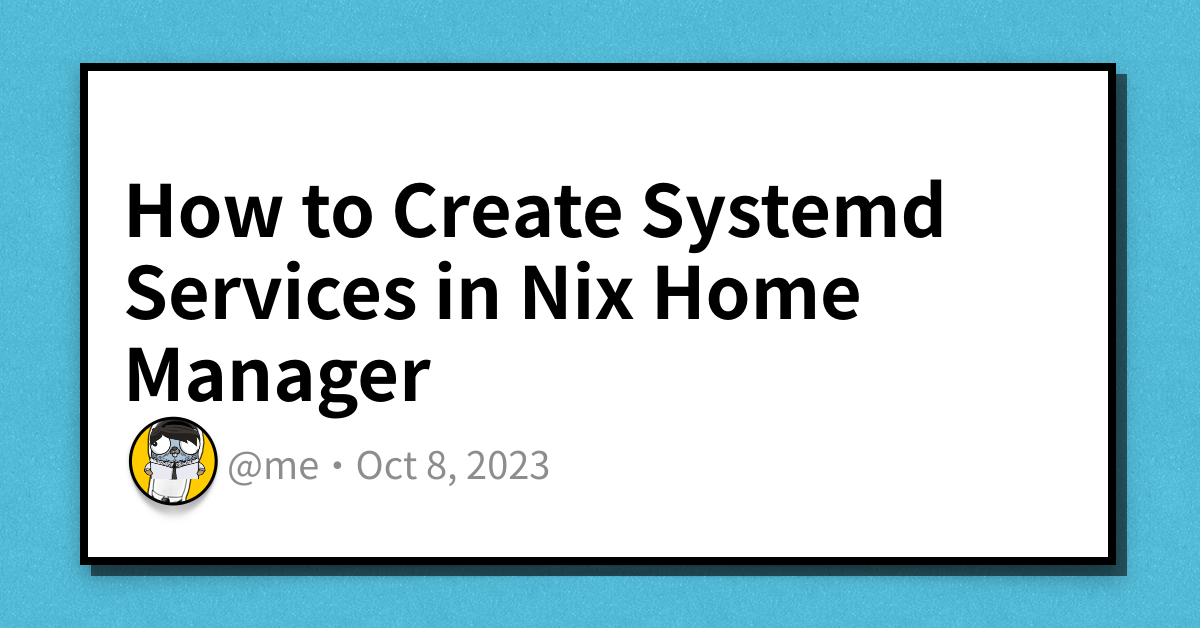 How to Create Systemd
Services in Nix Home
Manager
@me • Oct 8, 2023